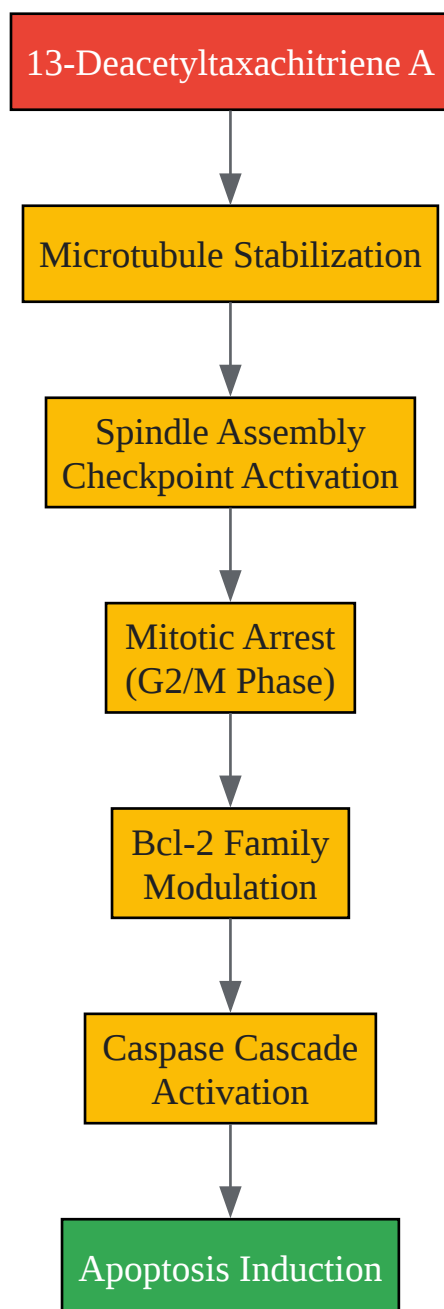 13-Deacetyltaxachitriene A
Microtubule Stabilization
Spindle Assembly
Checkpoint Activation
Mitotic Arrest
(G2/M Phase)
Bcl-2 Family
Modulation
Caspase Cascade
Activation
Apoptosis Induction